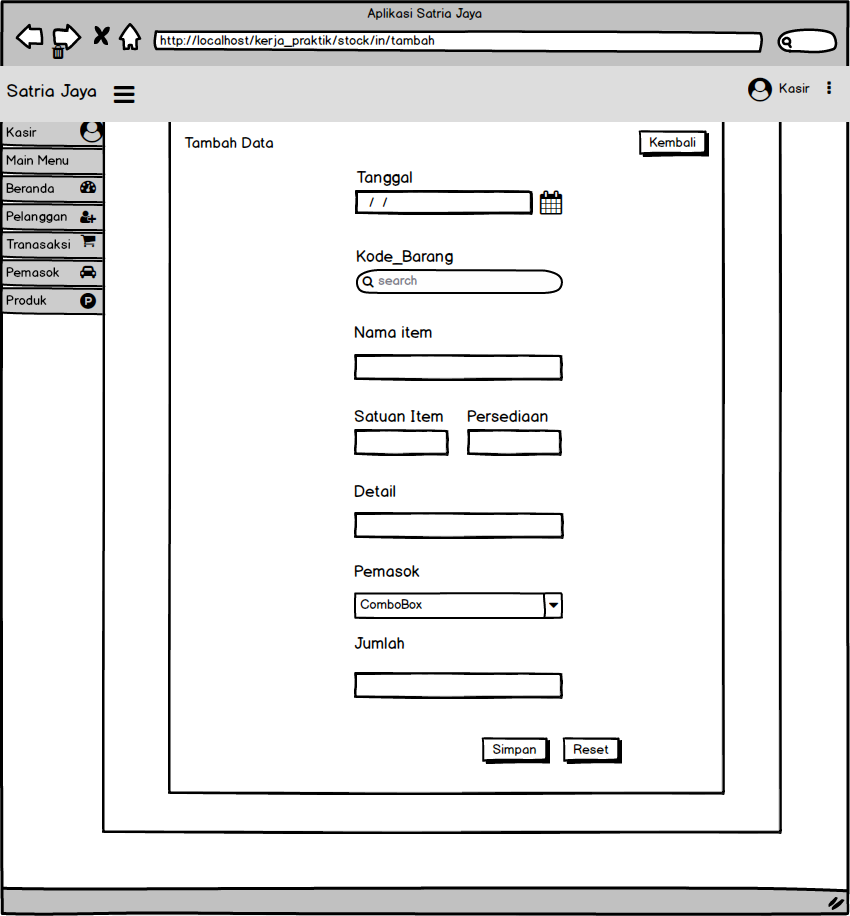 Aplikasi Satria Jaya
http://localhost/kerja_praktik/stock/in/tambah
Satria Jaya
Kasir
Kasir
Main Menu
Beranda
Pelanggan
Tranasaksi
Pemasok
Produk
P
Tambah Data
Kembali
Tanggal
/ /
Kode_Barang
search
Nama item
Satuan Item Persediaan
Detail
Pemasok
ComboBox
Jumlah
Simpan Reset